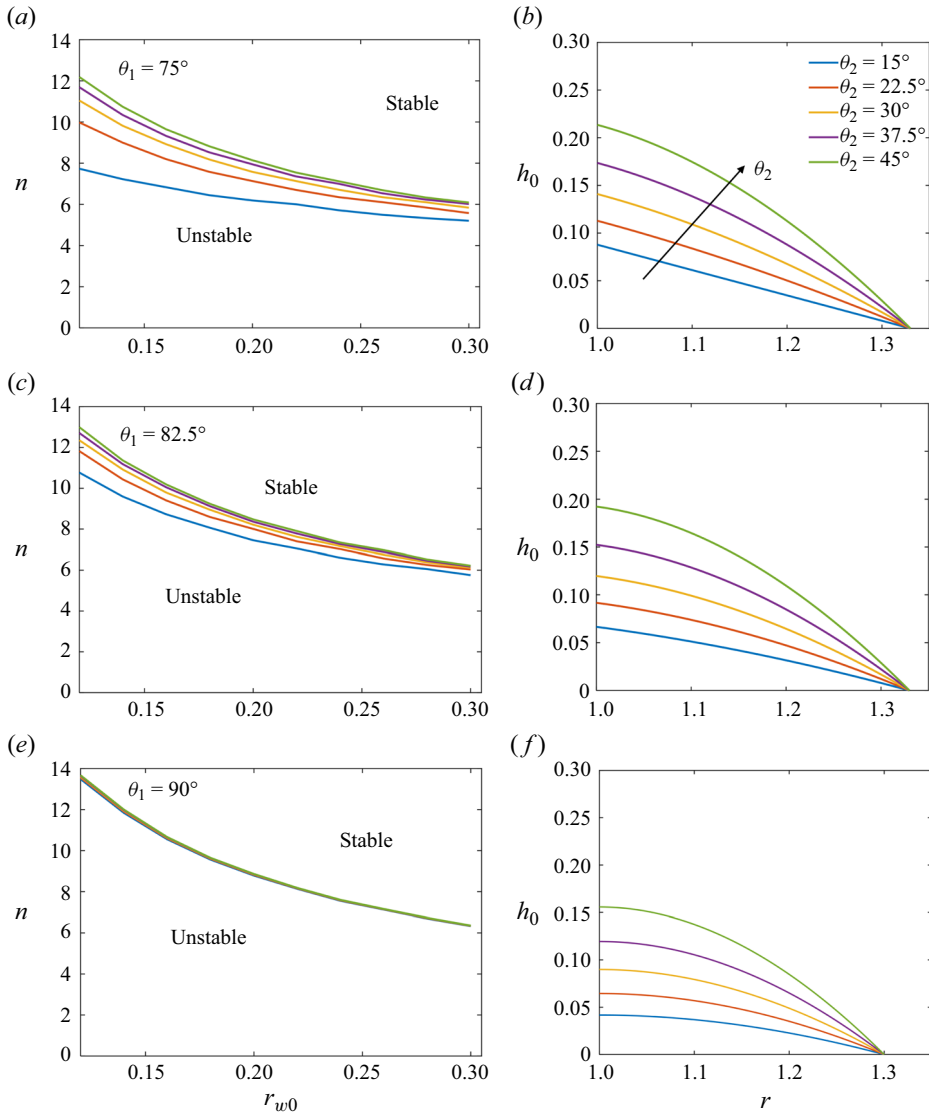 (a)
14
12
10
8
6
4
2
0
n
θ1 = 75°
Stable
Unstable
0.15
0.20
0.25
0.30
(b)
0.30
0.25
0.20
0.15
0.10
0.05
0
h0
θ2 = 15°
θ2 = 22.5°
θ2 = 30°
θ2 = 37.5°
θ2 = 45°
θ2
1.0
1.1
1.2
1.3
(c)
14
12
10
8
6
4
2
0
n
θ1 = 82.5°
Stable
Unstable
0.15
0.20
0.25
0.30
(d)
0.30
0.25
0.20
0.15
0.10
0.05
0
h0
1.0
1.1
1.2
1.3
(e)
14
12
10
8
6
4
2
0
n
θ1 = 90°
Stable
Unstable
0.15
0.20
0.25
0.30
rw0
(f)
0.30
0.25
0.20
0.15
0.10
0.05
0
h0
1.0
1.1
1.2
1.3
r